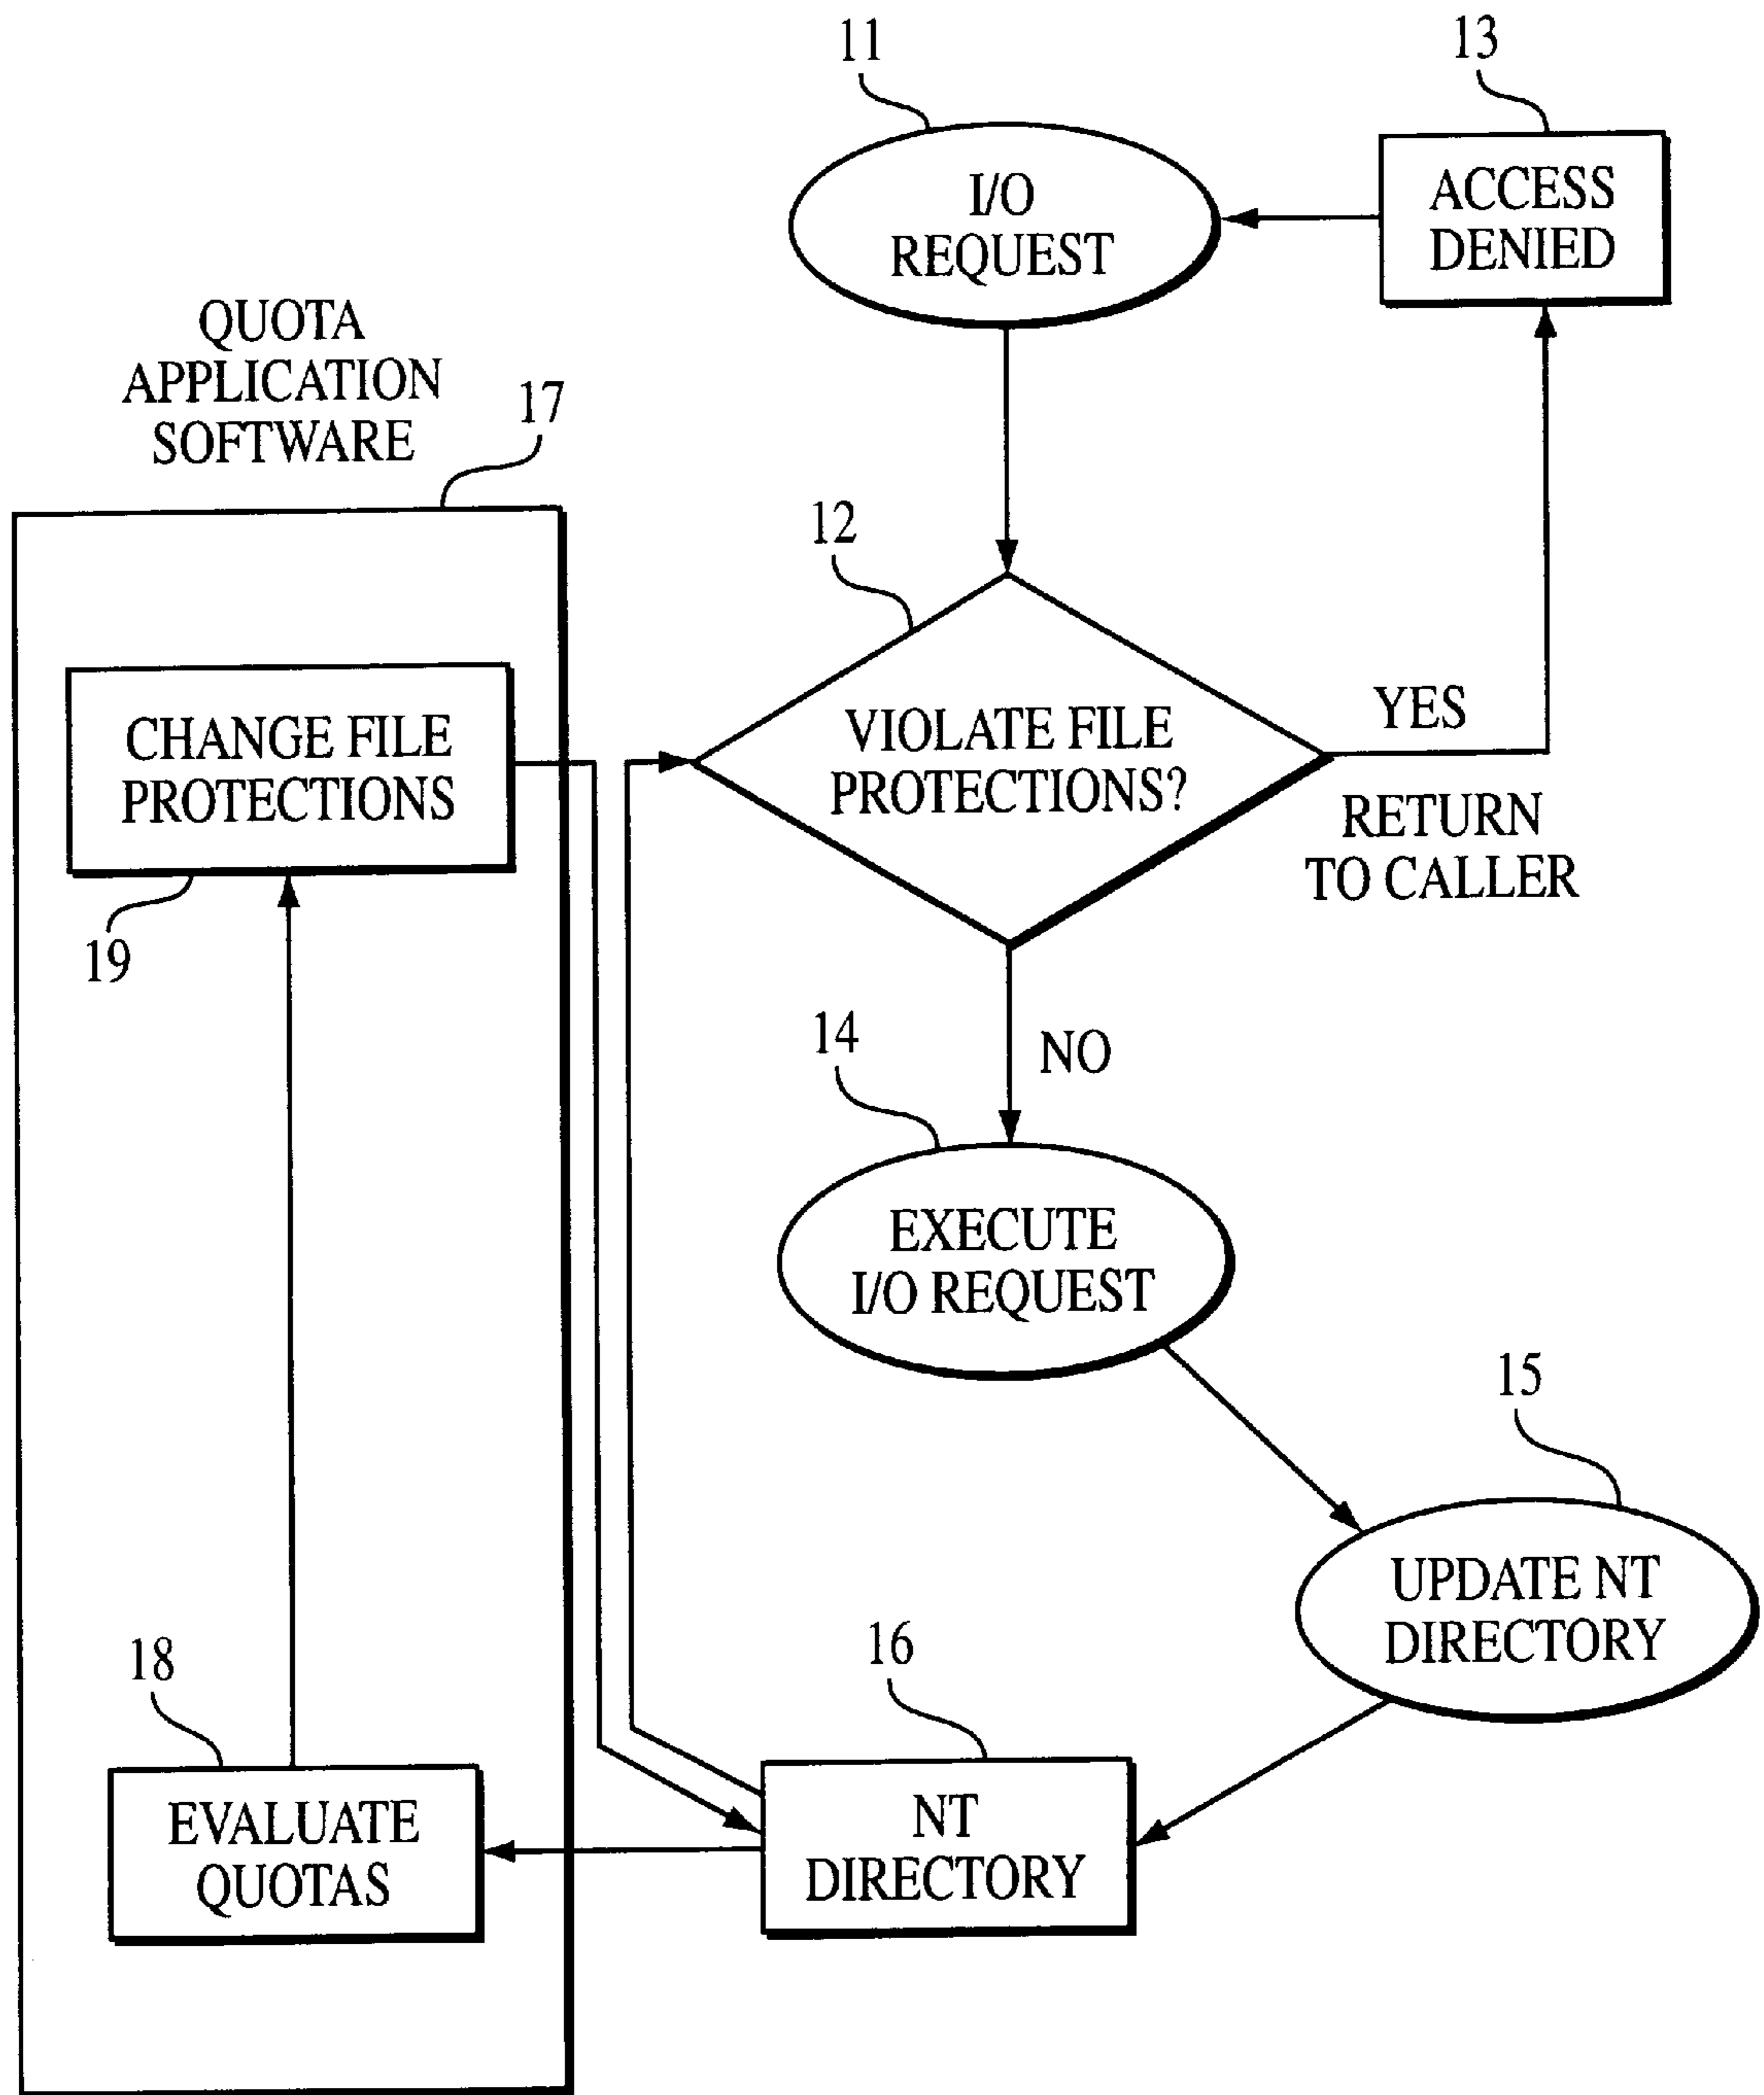 11
13
I/O
REQUEST
ACCESS
DENIED
QUOTA
APPLICATION
SOFTWARE
17
12
CHANGE FILE
PROTECTIONS
19
VIOLATE FILE
PROTECTIONS?
YES
RETURN
TO CALLER
14
NO
EXECUTE
I/O REQUEST
15
UPDATE NT
DIRECTORY
18
16
EVALUATE
QUOTAS
NT
DIRECTORY